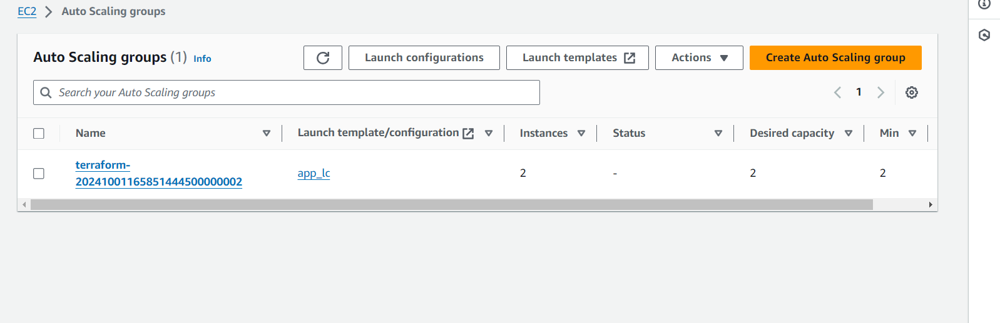 EC2 Auto Scaling groups
Auto Scaling groups (1) Info
Launch configurations
Launch templates
Actions
Create Auto Scaling group
Search your Auto Scaling groups
1
Name
Launch template/configuration
Instances
Status
Desired capacity
Min
terraform-
20241001165851444500000002
app_lc
2
-
2
2